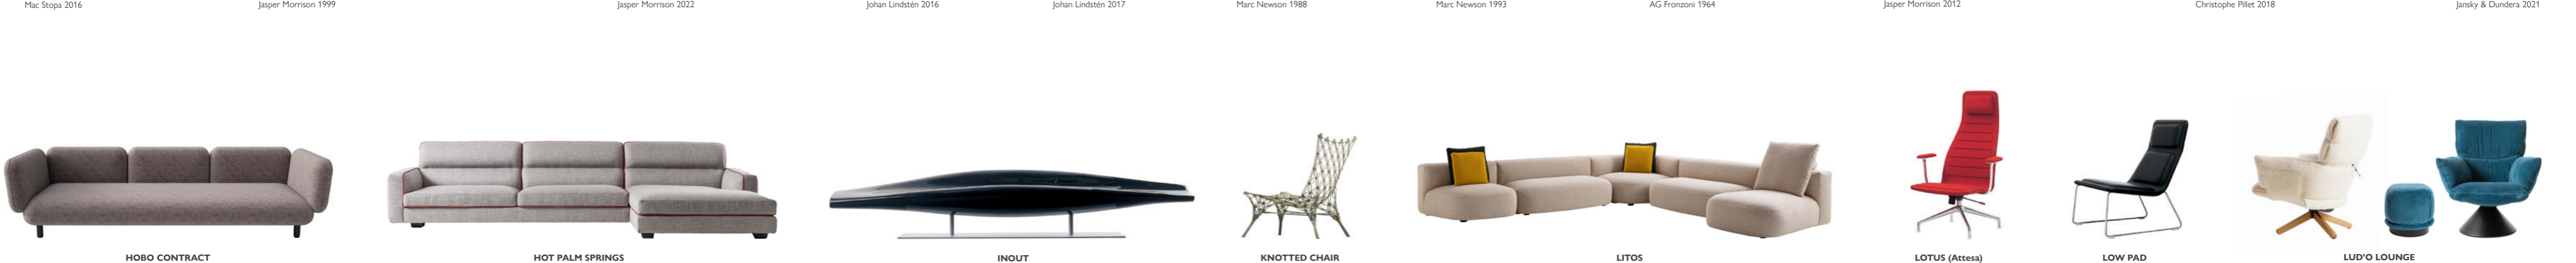 Mac Stopa 2016
Jasper Morrison 1999
Jasper Morrison 2022
Johan Lindstén 2016
Johan Lindstén 2017
Marc Newson 1988
Marc Newson 1993
AG Fronzoni 1964
Jasper Morrison 2012
Christophe Pillet 2018
Jansky & Dundera 2021
HOBO CONTRACT
HOT PALM SPRINGS
INOUT
KNOTTED CHAIR
LITOS
LOTUS (Attesa)
LOW PAD
LUD'O LOUNGE